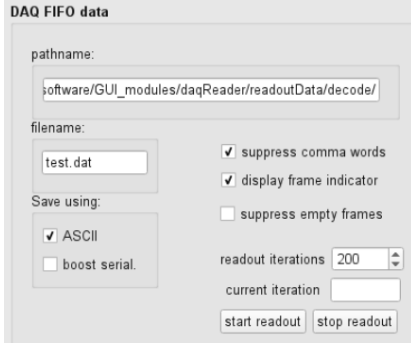 DAQ FIFO data
pathname:
software/GUI_modules/daqReader/readoutData/decode/
filename:
test.dat
suppress comma words
display frame indicator
Save using:
suppress empty frames
ASCII
boost serial.
readout iterations 200
current iteration
start readout stop readout